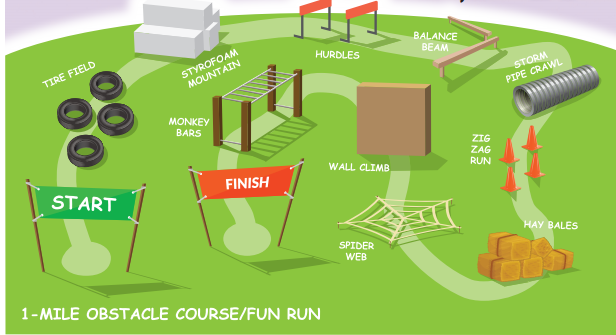 HURDLES
BALANCE
BEAM
STYROFOAM
MOUNTAIN
TIRE FIELD
STORM
PIPE CRAWL
MONKEY
BARS
ZIG
ZAG
RUN
WALL CLIMB
START
FINISH
SPIDER
WEB
HAY BALES
1-MILE OBSTACLE COURSE/FUN RUN